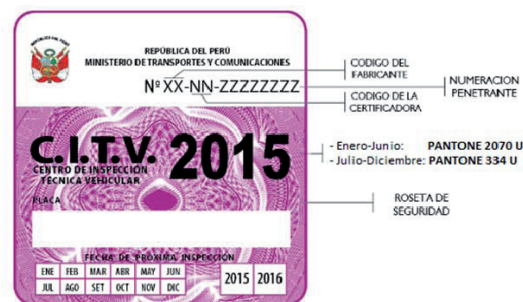 REPÚBLICA DEL PERÚ
MINISTERIO DE TRANSPORTES Y COMUNICACIONES
Nº XX-NN-ZZZZZZZZ
CODIGO DEL
FABRICANTE
CODIGO DE LA
CERTIFICADORA
NUMERACION
PENETRANTE
C.I.T.V. 2015
CENTRO DE INSPECCIÓN
TÉCNICA VEHICULAR
- Enero-Junio: PANTONE 2070 U
- Julio-Diciembre: PANTONE 334 U
PLACA
ROSETA DE
SEGURIDAD
FECHA DE PRÓXIMA INSPECCIÓN
ENE FEB MAR ABR MAY JUN
JUL AGO SET OCT NOV DIC
2015 2016